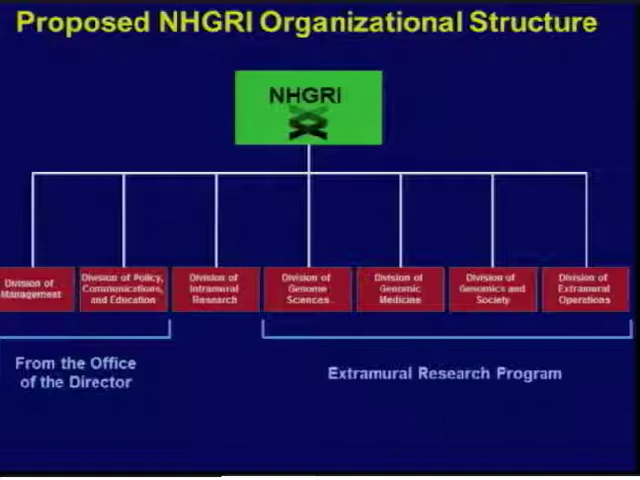 Proposed NHGRI Organizational Structure
NHGRI
Division of
Management
Division of Policy,
Communications,
and Education
Division of
Intramural
Research
Division of
Genome
Sciences
Division of
Genomic
Medicine
Division of
Genomics and
Society
Division of
Extramural
Operations
From the Office
of the Director
Extramural Research Program